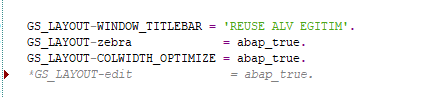 GS_LAYOUT-WINDOW_TITLEBAR = 'REUSE ALV EGITIM'.
GS_LAYOUT-zebra = abap_true.
GS_LAYOUT-COLWIDTH_OPTIMIZE = abap_true.
*GS_LAYOUT-edit = abap_true.